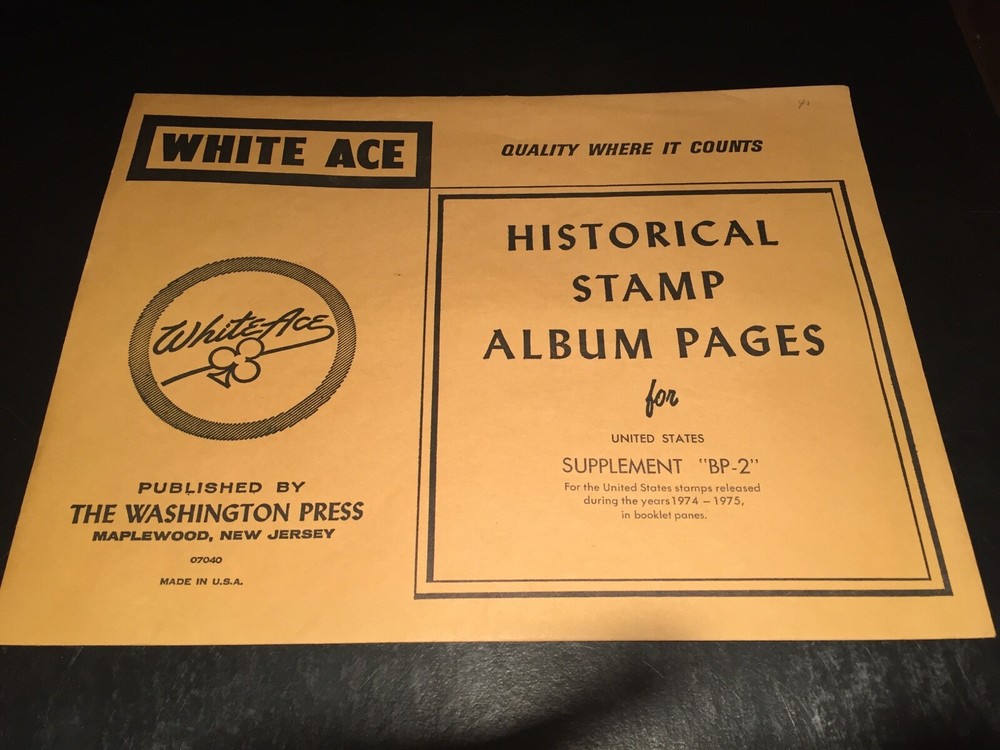 WHITE ACE
QUALITY WHERE IT COUNTS
White Ace
PUBLISHED BY
THE WASHINGTON PRESS
MAPLEWOOD, NEW JERSEY
07040
MADE IN U.S.A.
HISTORICAL
STAMP
ALBUM PAGES
for
UNITED STATES
SUPPLEMENT "BP-2"
For the United States stamps released
during the years 1974 – 1975,
in booklet panes.